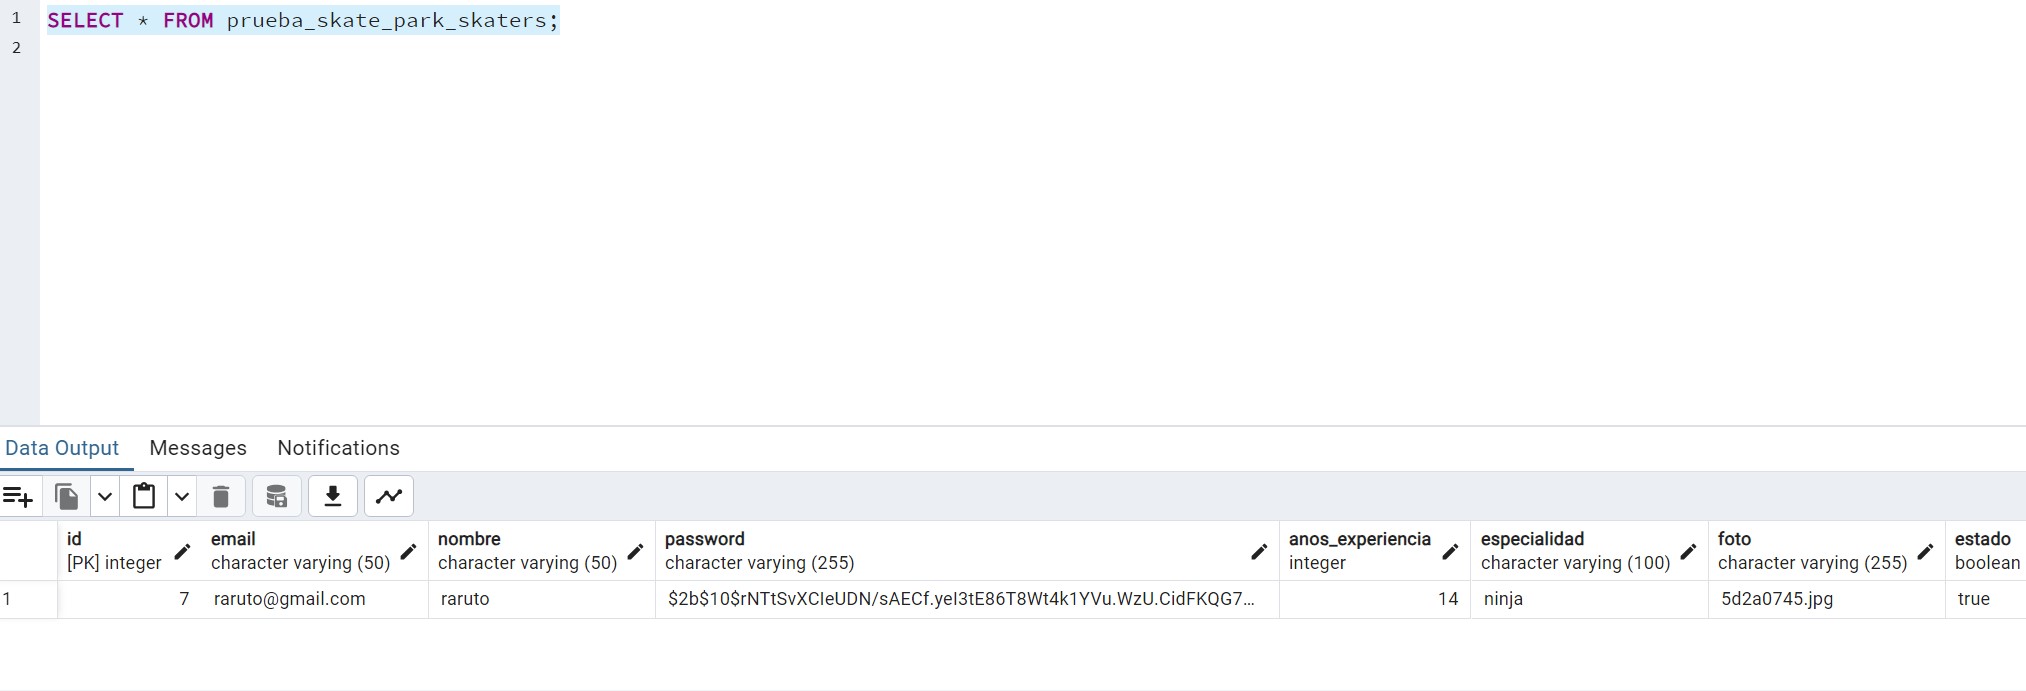 1 SELECT * FROM prueba_skate_park_skaters;
2
Data Output Messages Notifications
id email nombre password anos_experiencia especialidad foto estado
[PK] integer character varying (50) character varying (50) character varying (255) integer character varying (100) character varying (255) boolean
1 7 raruto@gmail.com raruto $2b$10$rNTtSvXCIeUDN/sAECf.yeI3tE86T8Wt4k1YVu.WzU.CidFKQG7... 14 ninja 5d2a0745.jpg true